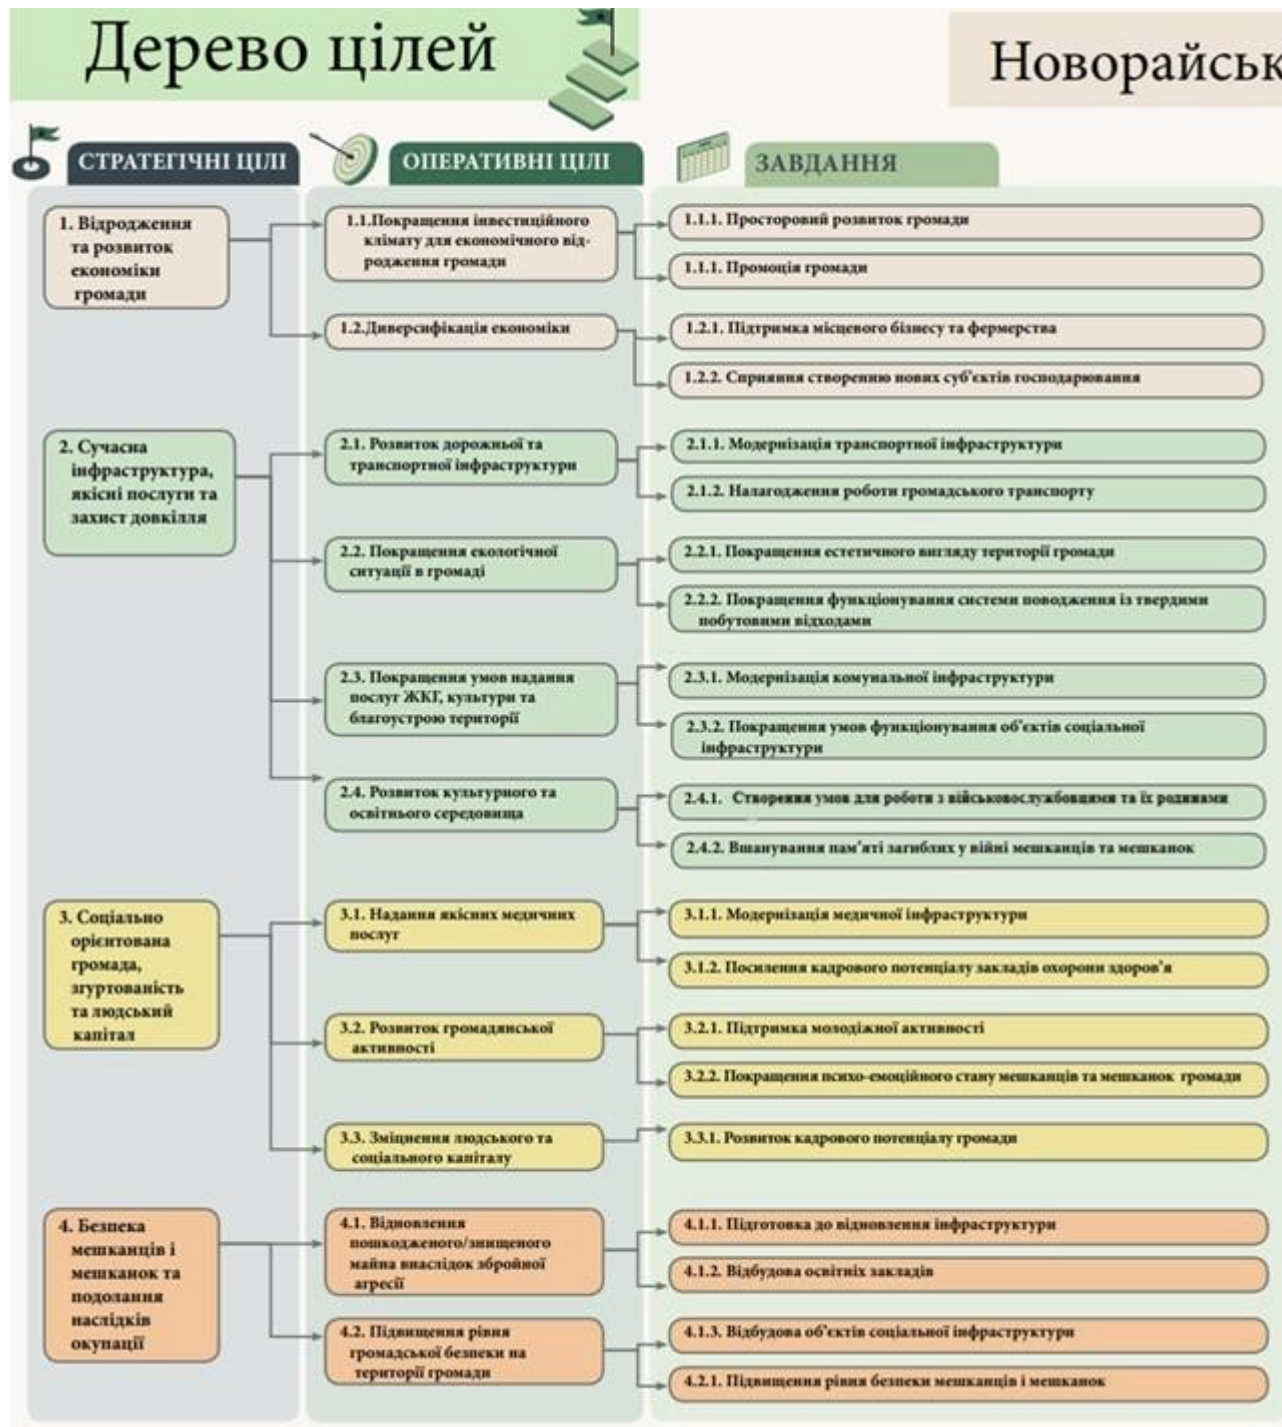 Дерево цілей
Новорайськ
СТРАТЕГІЧНІ ЦІЛІ
ОПЕРАТИВНІ ЦІЛІ
ЗАВДАННЯ
1. Відродження
та розвиток
економіки
громади
1.1.Покращення інвестиційного
клімату для економічного від-
родження громади
1.1.1. Просторовий розвиток громади
1.1.1. Промоція громади
1.2.Диверсифікація економіки
1.2.1. Підтримка місцевого бізнесу та фермерства
1.2.2. Сприяння створенню нових суб'єктів господарювання
2. Сучасна
інфраструктура,
якісні послуги та
захист довкілля
2.1. Розвиток дорожньої та
транспортної інфраструктури
2.1.1. Модернізація транспортної інфраструктури
2.1.2. Налагодження роботи громадського транспорту
2.2. Покращення екологічної
ситуації в громаді
2.2.1. Покращення естетичного вигляду території громади
2.2.2. Покращення функціонування системи поводження із твердими
побутовими відходами
2.3. Покращення умов надання
послуг ЖКГ, культури та
благоустрою території
2.3.1. Модернізація комунальної інфраструктури
2.3.2. Покращення умов функціонування об'єктів соціальної
інфраструктури
2.4. Розвиток культурного та
освітнього середовища
2.4.1. Створення умов для роботи з військовослужбовцями та їх родинами
2.4.2. Вшанування пам'яті загиблих у війні мешканців та мешканок
3. Соціально
орієнтована
громада,
згуртованість
та людський
капітал
3.1. Надання якісних медичних
послуг
3.1.1. Модернізація медичної інфраструктури
3.1.2. Посилення кадрового потенціалу закладів охорони здоров'я
3.2. Розвиток громадянської
активності
3.2.1. Підтримка молодіжної активності
3.2.2. Покращення психо-емоційного стану мешканців та мешканок громади
3.3. Зміцнення людського та
соціального капіталу
3.3.1. Розвиток кадрового потенціалу громади
4. Безпека
мешканців і
мешканок та
подолання
наслідків
окупації
4.1. Відновлення
пошкодженого/знищеного
майна внаслідок збройної
агресії
4.1.1. Підготовка до відновлення інфраструктури
4.1.2. Відбудова освітніх закладів
4.2. Підвищення рівня
громадської безпеки на
території громади
4.1.3. Відбудова об'єктів соціальної інфраструктури
4.2.1. Підвищення рівня безпеки мешканців і мешканок